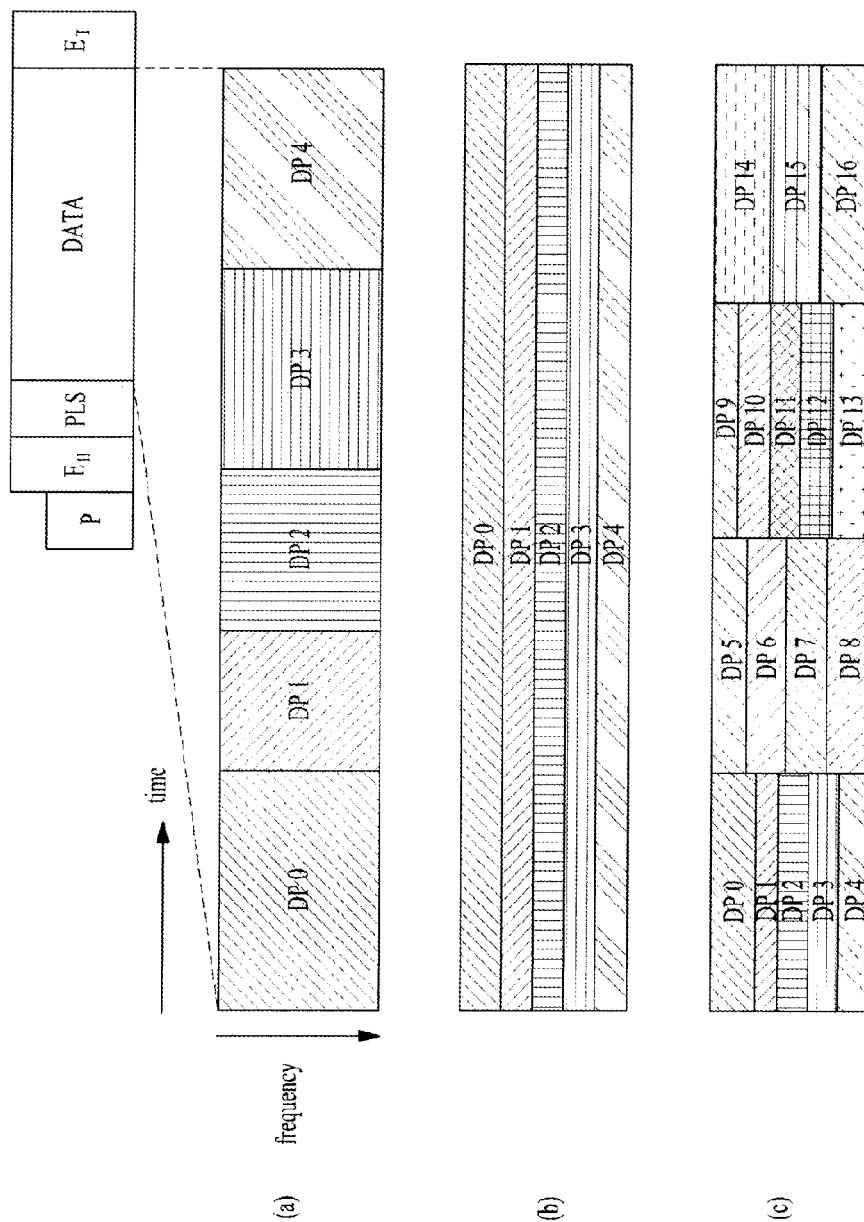 P
E_H
PLS
DATA
E_T
time
frequency
(a)
DP 0
DP 1
DP 2
DP 3
DP 4
(b)
DP 0
DP 1
DP 2
DP 3
DP 4
(c)
DP 0
DP 1
DP 2
DP 3
DP 4
DP 5
DP 6
DP 7
DP 8
DP 9
DP 10
DP 11
DP 12
DP 13
DP 14
DP 15
DP 16